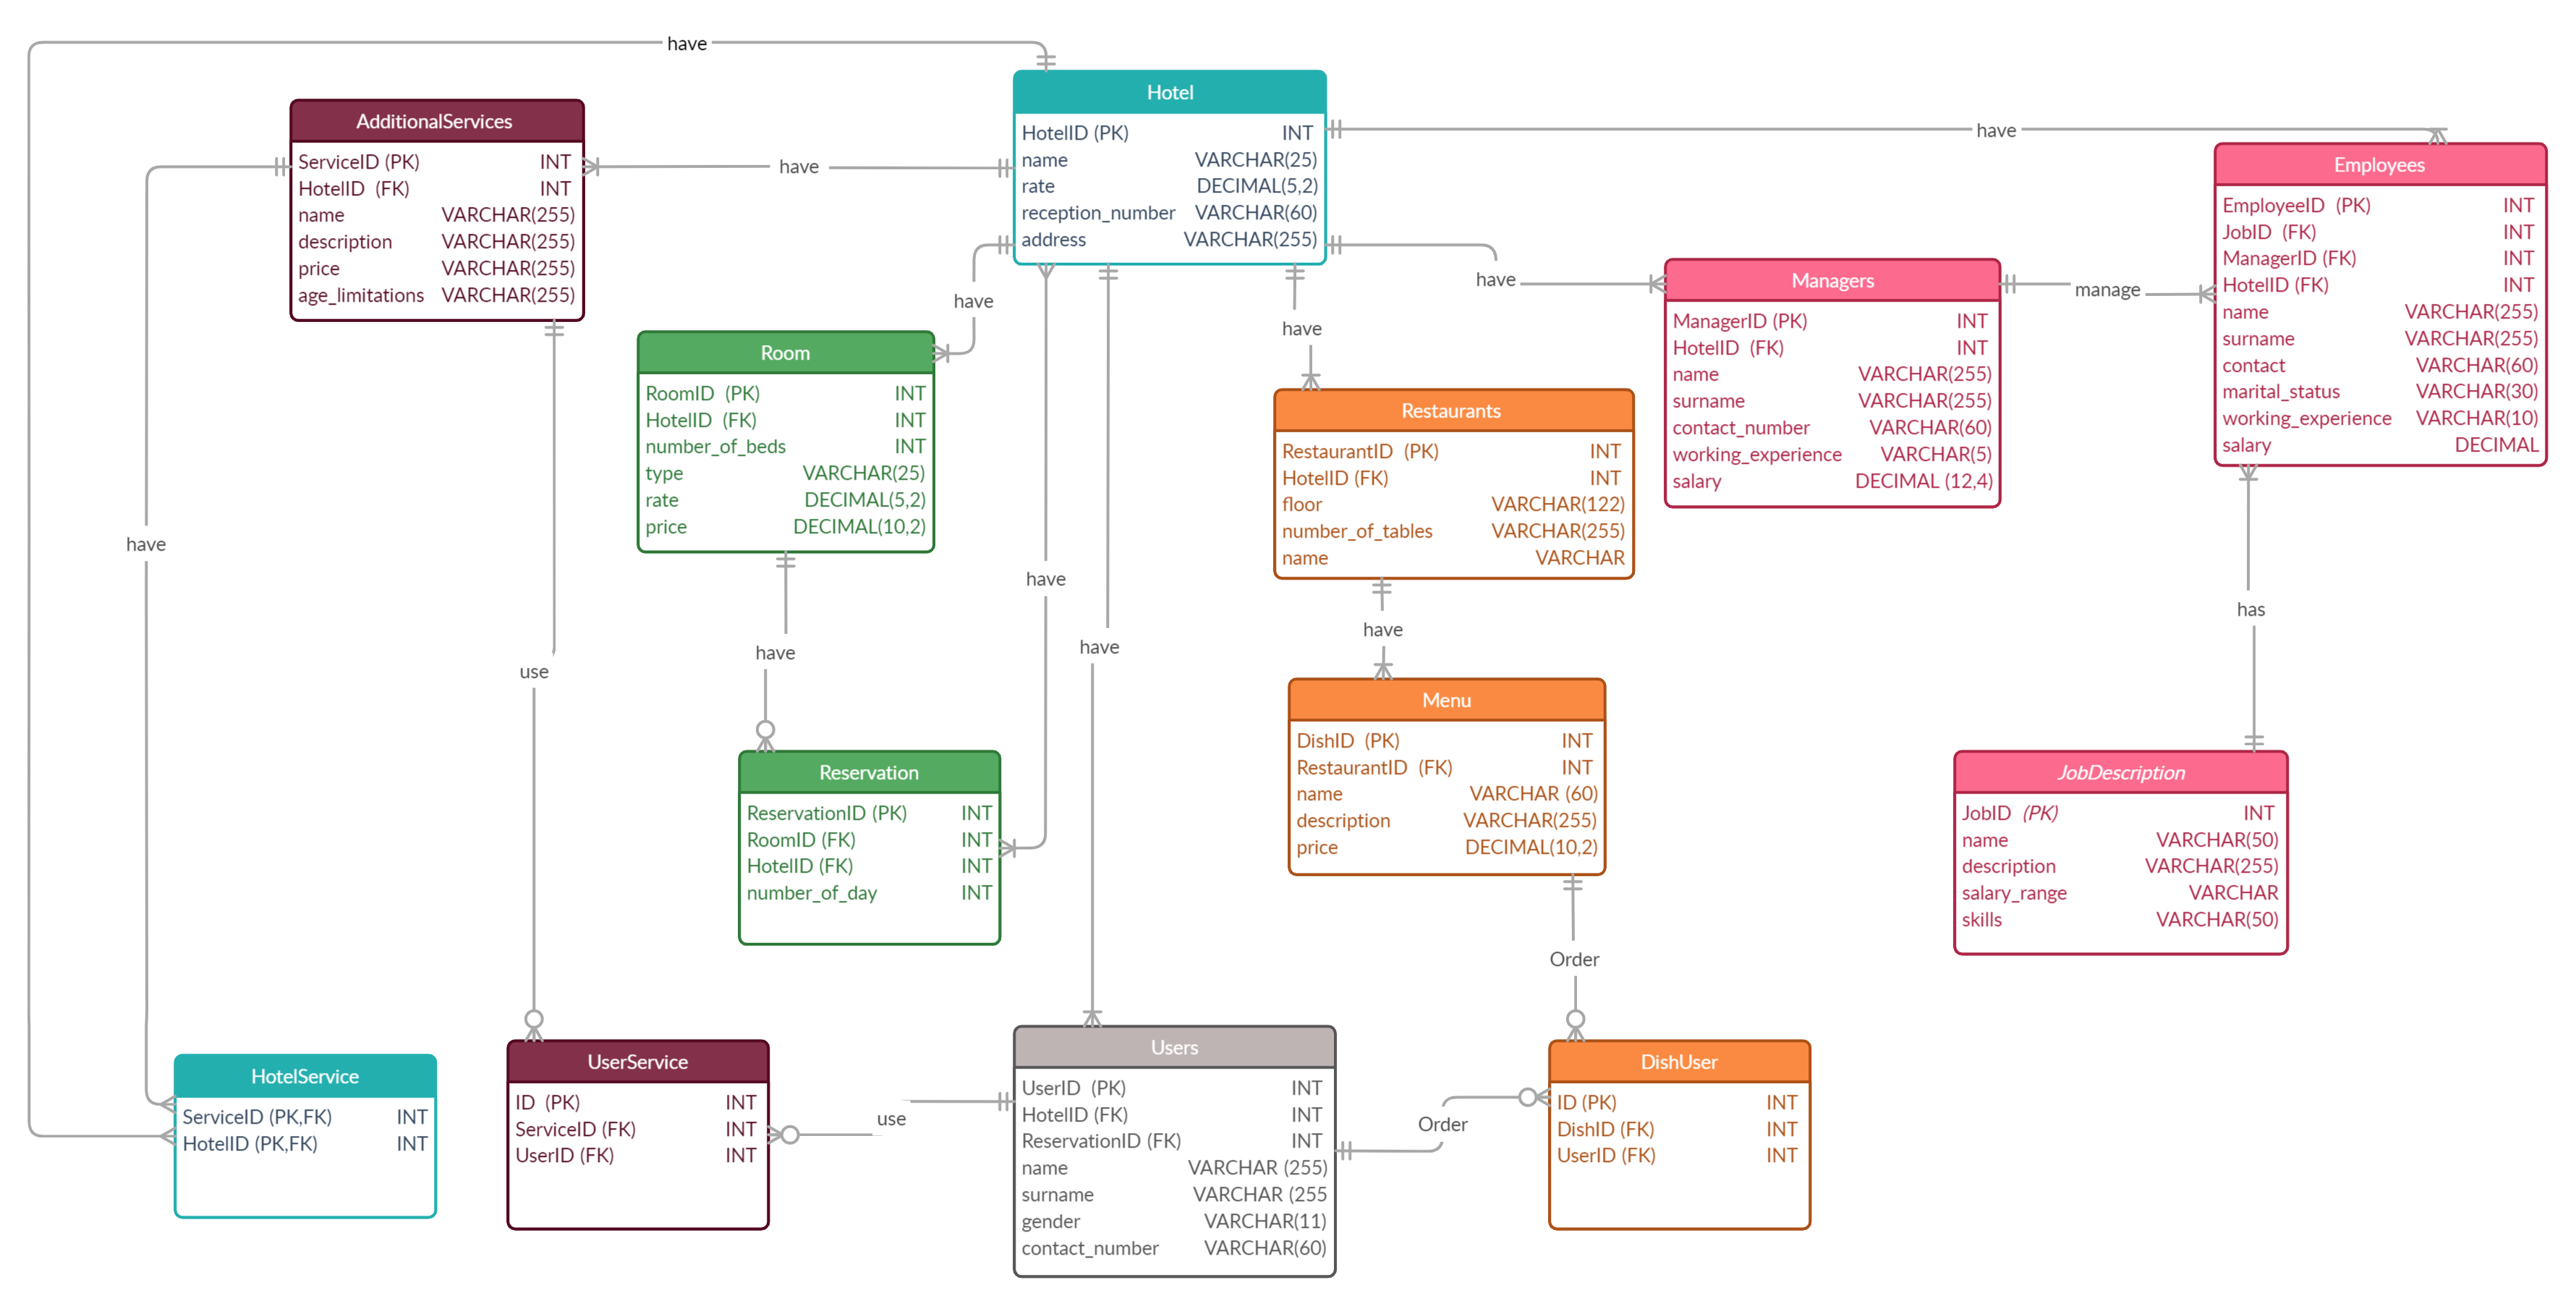 have
Hotel
HotelID (PK) INT
name VARCHAR(25)
rate DECIMAL(5,2)
reception_number VARCHAR(60)
address VARCHAR(255)
AdditionalServices
ServiceID (PK) INT
HotelID (FK) INT
name VARCHAR(255)
description VARCHAR(255)
price VARCHAR(255)
age_limitations VARCHAR(255)
have
have
Employees
EmployeeID (PK) INT
JobID (FK) INT
ManagerID (FK) INT
HotelID (FK) INT
name VARCHAR(255)
surname VARCHAR(255)
contact VARCHAR(60)
marital_status VARCHAR(30)
working_experience VARCHAR(10)
salary DECIMAL
have
Managers
ManagerID (PK) INT
HotelID (FK) INT
name VARCHAR(255)
surname VARCHAR(255)
contact_number VARCHAR(60)
working_experience VARCHAR(5)
salary DECIMAL (12,4)
manage
have
have
Room
RoomID (PK) INT
HotelID (FK) INT
number_of_beds INT
type VARCHAR(25)
rate DECIMAL(5,2)
price DECIMAL(10,2)
Restaurants
RestaurantID (PK) INT
HotelID (FK) INT
floor VARCHAR(122)
number_of_tables VARCHAR(255)
name VARCHAR
have
have
has
have
have
have
use
Menu
DishID (PK) INT
RestaurantID (FK) INT
name VARCHAR (60)
description VARCHAR(255)
price DECIMAL(10,2)
Reservation
ReservationID (PK) INT
RoomID (FK) INT
HotelID (FK) INT
number_of_day INT
JobDescription
JobID (PK) INT
name VARCHAR(50)
description VARCHAR(255)
salary_range VARCHAR
skills VARCHAR(50)
Order
HotelService
ServiceID (PK,FK) INT
HotelID (PK,FK) INT
UserService
ID (PK) INT
ServiceID (FK) INT
UserID (FK) INT
use
Users
UserID (PK) INT
HotelID (FK) INT
ReservationID (FK) INT
name VARCHAR (255)
surname VARCHAR (255
gender VARCHAR(11)
contact_number VARCHAR(60)
Order
DishUser
ID (PK) INT
DishID (FK) INT
UserID (FK) INT